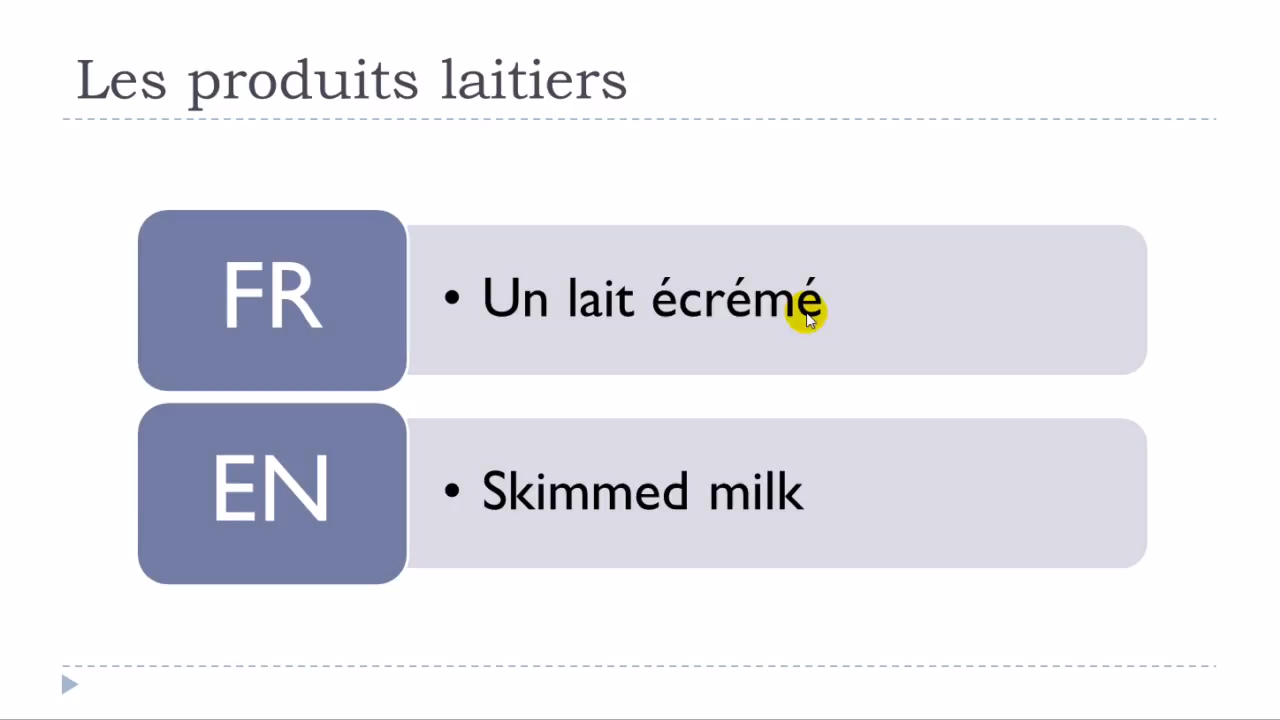 Les produits laitiers
FR
• Un lait écrémé
EN
• Skimmed milk